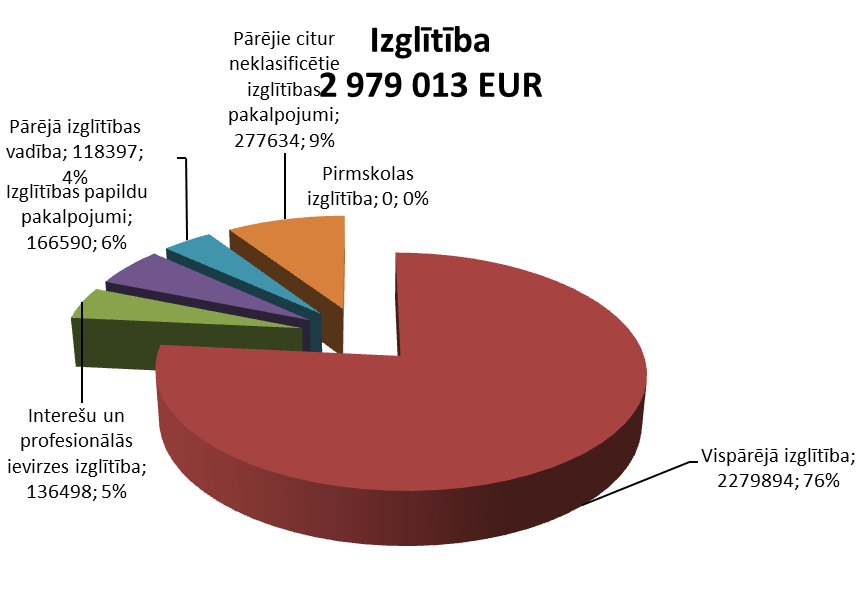 Izglītība
2 979 013 EUR
Pārējie citur
neklasificētie
izglītības
pakalpojumi;
277634; 9%
Pārējā izglītības
vadība; 118397;
4%
Izglītības papildu
pakalpojumi;
166590; 6%
Pirmskolas
izglītība; 0; 0%
Interešu un
profesionālās
ievirzes izglītība;
136498; 5%
Vispārējā izglītība;
2279894; 76%